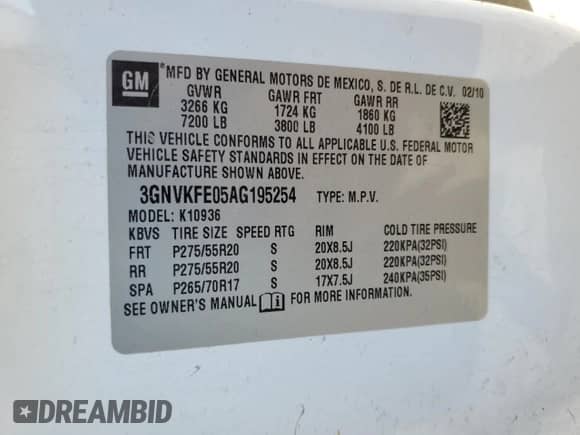 GM
®MFD BY GENERAL MOTORS DE MEXICO, S. DE R.L. DE C.V. 02/10
GVWR GAWR FRT GAWR RR
3266 KG 1724 KG 1860 KG
7200 LB 3800 LB 4100 LB
THIS VEHICLE CONFORMS TO ALL APPLICABLE U.S. FEDERAL MOTOR
VEHICLE SAFETY STANDARDS IN EFFECT ON THE DATE OF
MANUFACTURE SHOWN ABOVE.
3GNVKFE05AG195254 TYPE: M.P.V.
MODEL: K10936
KBVS TIRE SIZE SPEED RTG RIM COLD TIRE PRESSURE
FRT P275/55R20 S 20X8.5J 220KPA(32PSI)
RR P275/55R20 S 20X8.5J 220KPA(32PSI)
SPA P265/70R17 S 17X7.5J 240KPA(35PSI)
SEE OWNER'S MANUAL FOR MORE INFORMATION.
DREAMBID